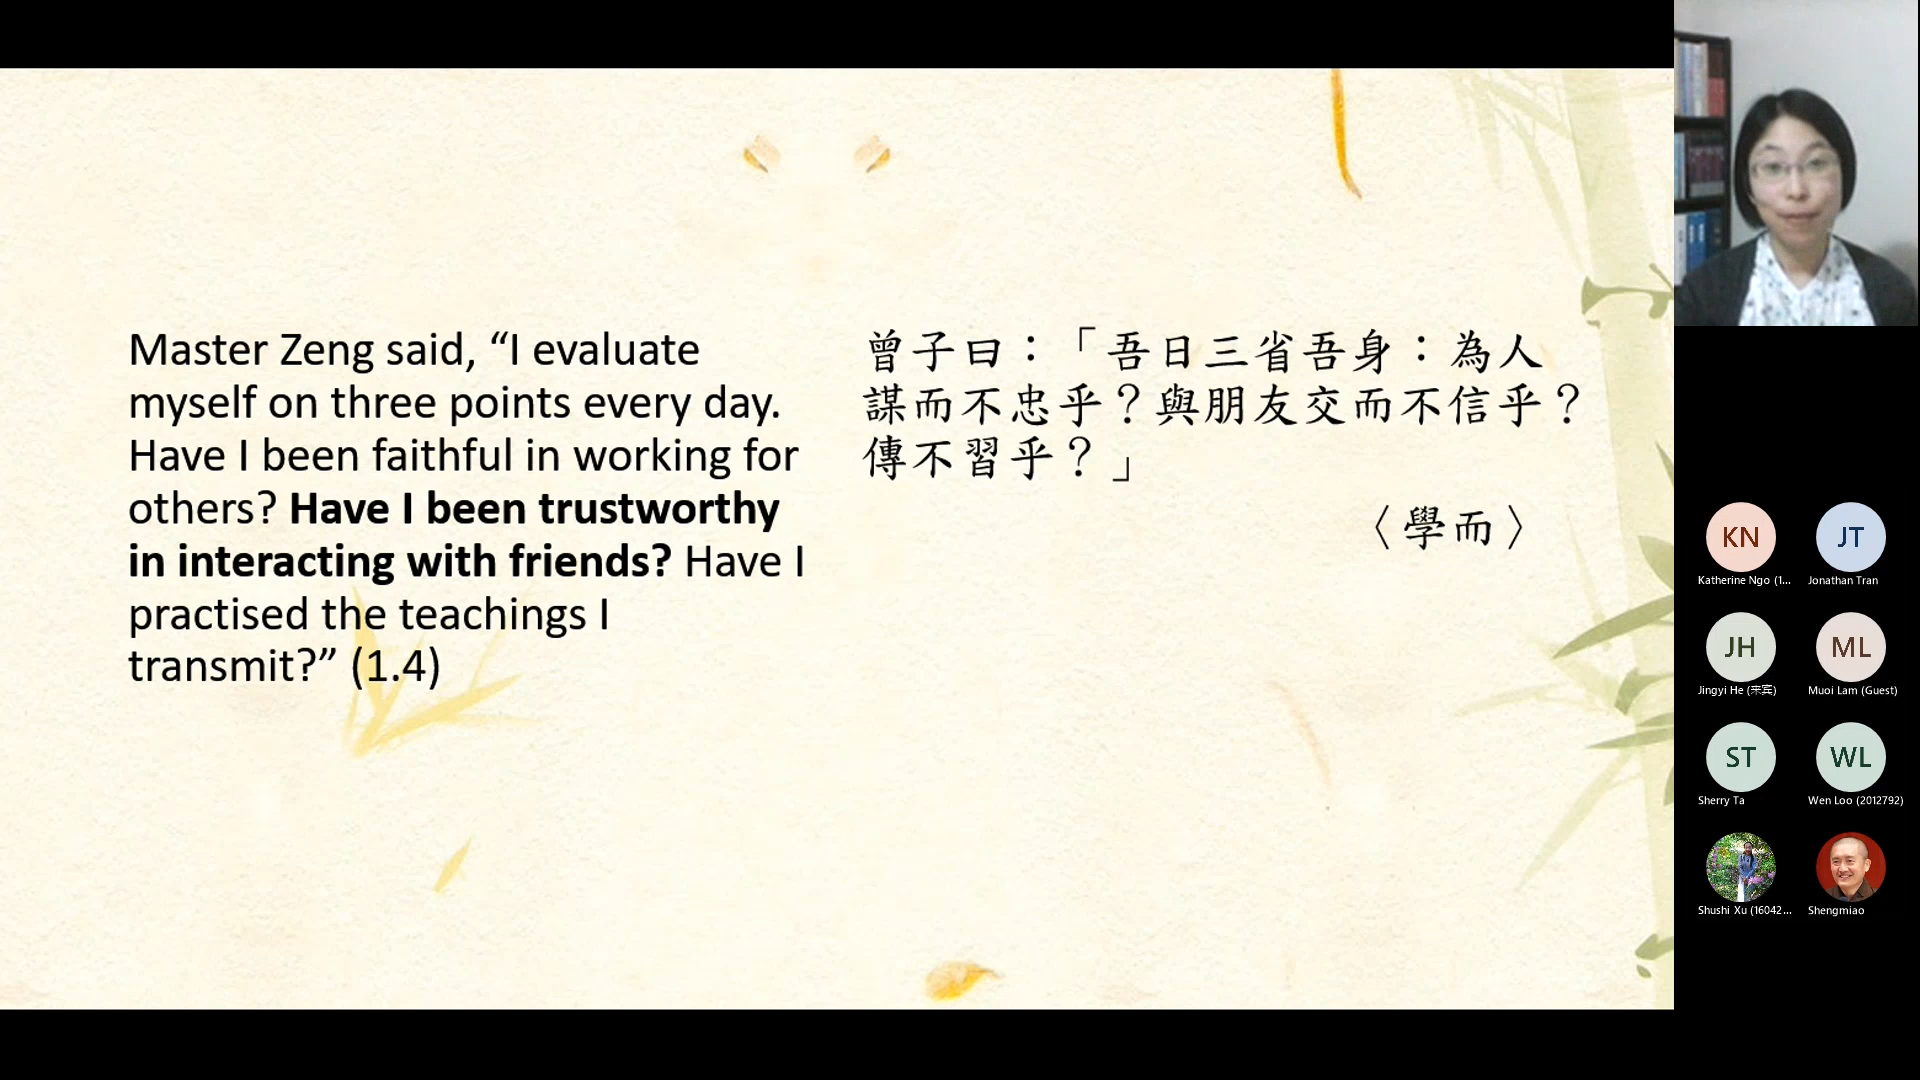 Master Zeng said, “I evaluate
myself on three points every day.
Have I been faithful in working for
others? Have I been trustworthy
in interacting with friends? Have I
practised the teachings I
transmit?” (1.4)
曾子曰：「吾日三省吾身：為人
謀而不忠乎？與朋友交而不信乎？
傳不習乎？」
〈學而〉
KN
Katherine Ngo (1...
JT
Jonathan Tran
JH
Jingyi He (来宾)
ML
Muoi Lam (Guest)
ST
Sherry Ta
WL
Wen Loo (2012792)
Shushi Xu (16042...
Shengmiao